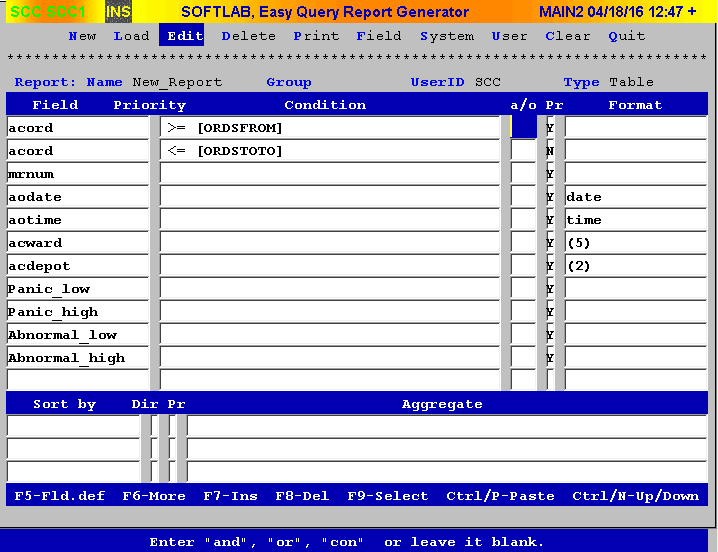 SCC SCC1 INS SOFTLAB, Easy Query Report Generator MAIN2 04/18/16 12:47 +
New Load Edit Delete Print Field System User Clear Quit
******************************************************************************
Report: Name New_Report Group UserID SCC Type Table
Field Priority Condition a/o Pr Format
acord >= [ORDSFROM] Y
acord <= [ORDSTOTO] N
mrnum Y
aodate Y date
aotime Y time
acward Y (5)
acdepot Y (2)
Panic_low Y
Panic_high Y
Abnormal_low Y
Abnormal_high Y
Sort by Dir Pr Aggregate
F5-Fld.def F6-More F7-Ins F8-Del F9-Select Ctrl/P-Paste Ctrl/N-Up/Down
Enter "and", "or", "con" or leave it blank.